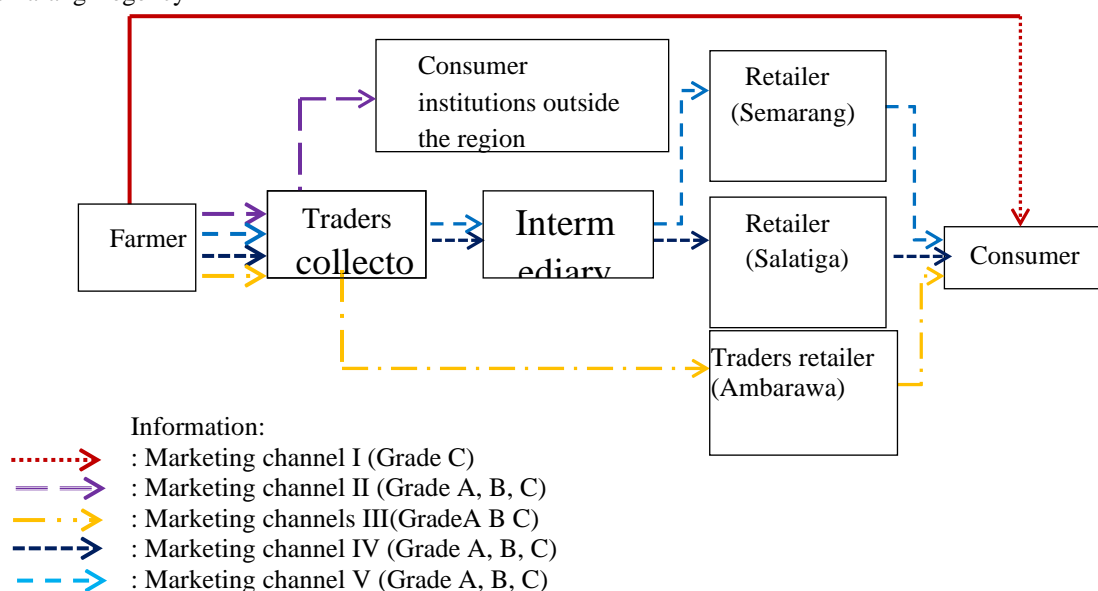 Consumer
institutions outside
the region
Retailer
(Semarang)
Farmer
Traders
collecto
Interm
ediary
Retailer
(Salatiga)
Consumer
Traders retailer
(Ambarawa)
Information:
: Marketing channel I (Grade C)
: Marketing channel II (Grade A, B, C)
: Marketing channels III(GradeA B C)
: Marketing channel IV (Grade A, B, C)
: Marketing channel V (Grade A, B, C)